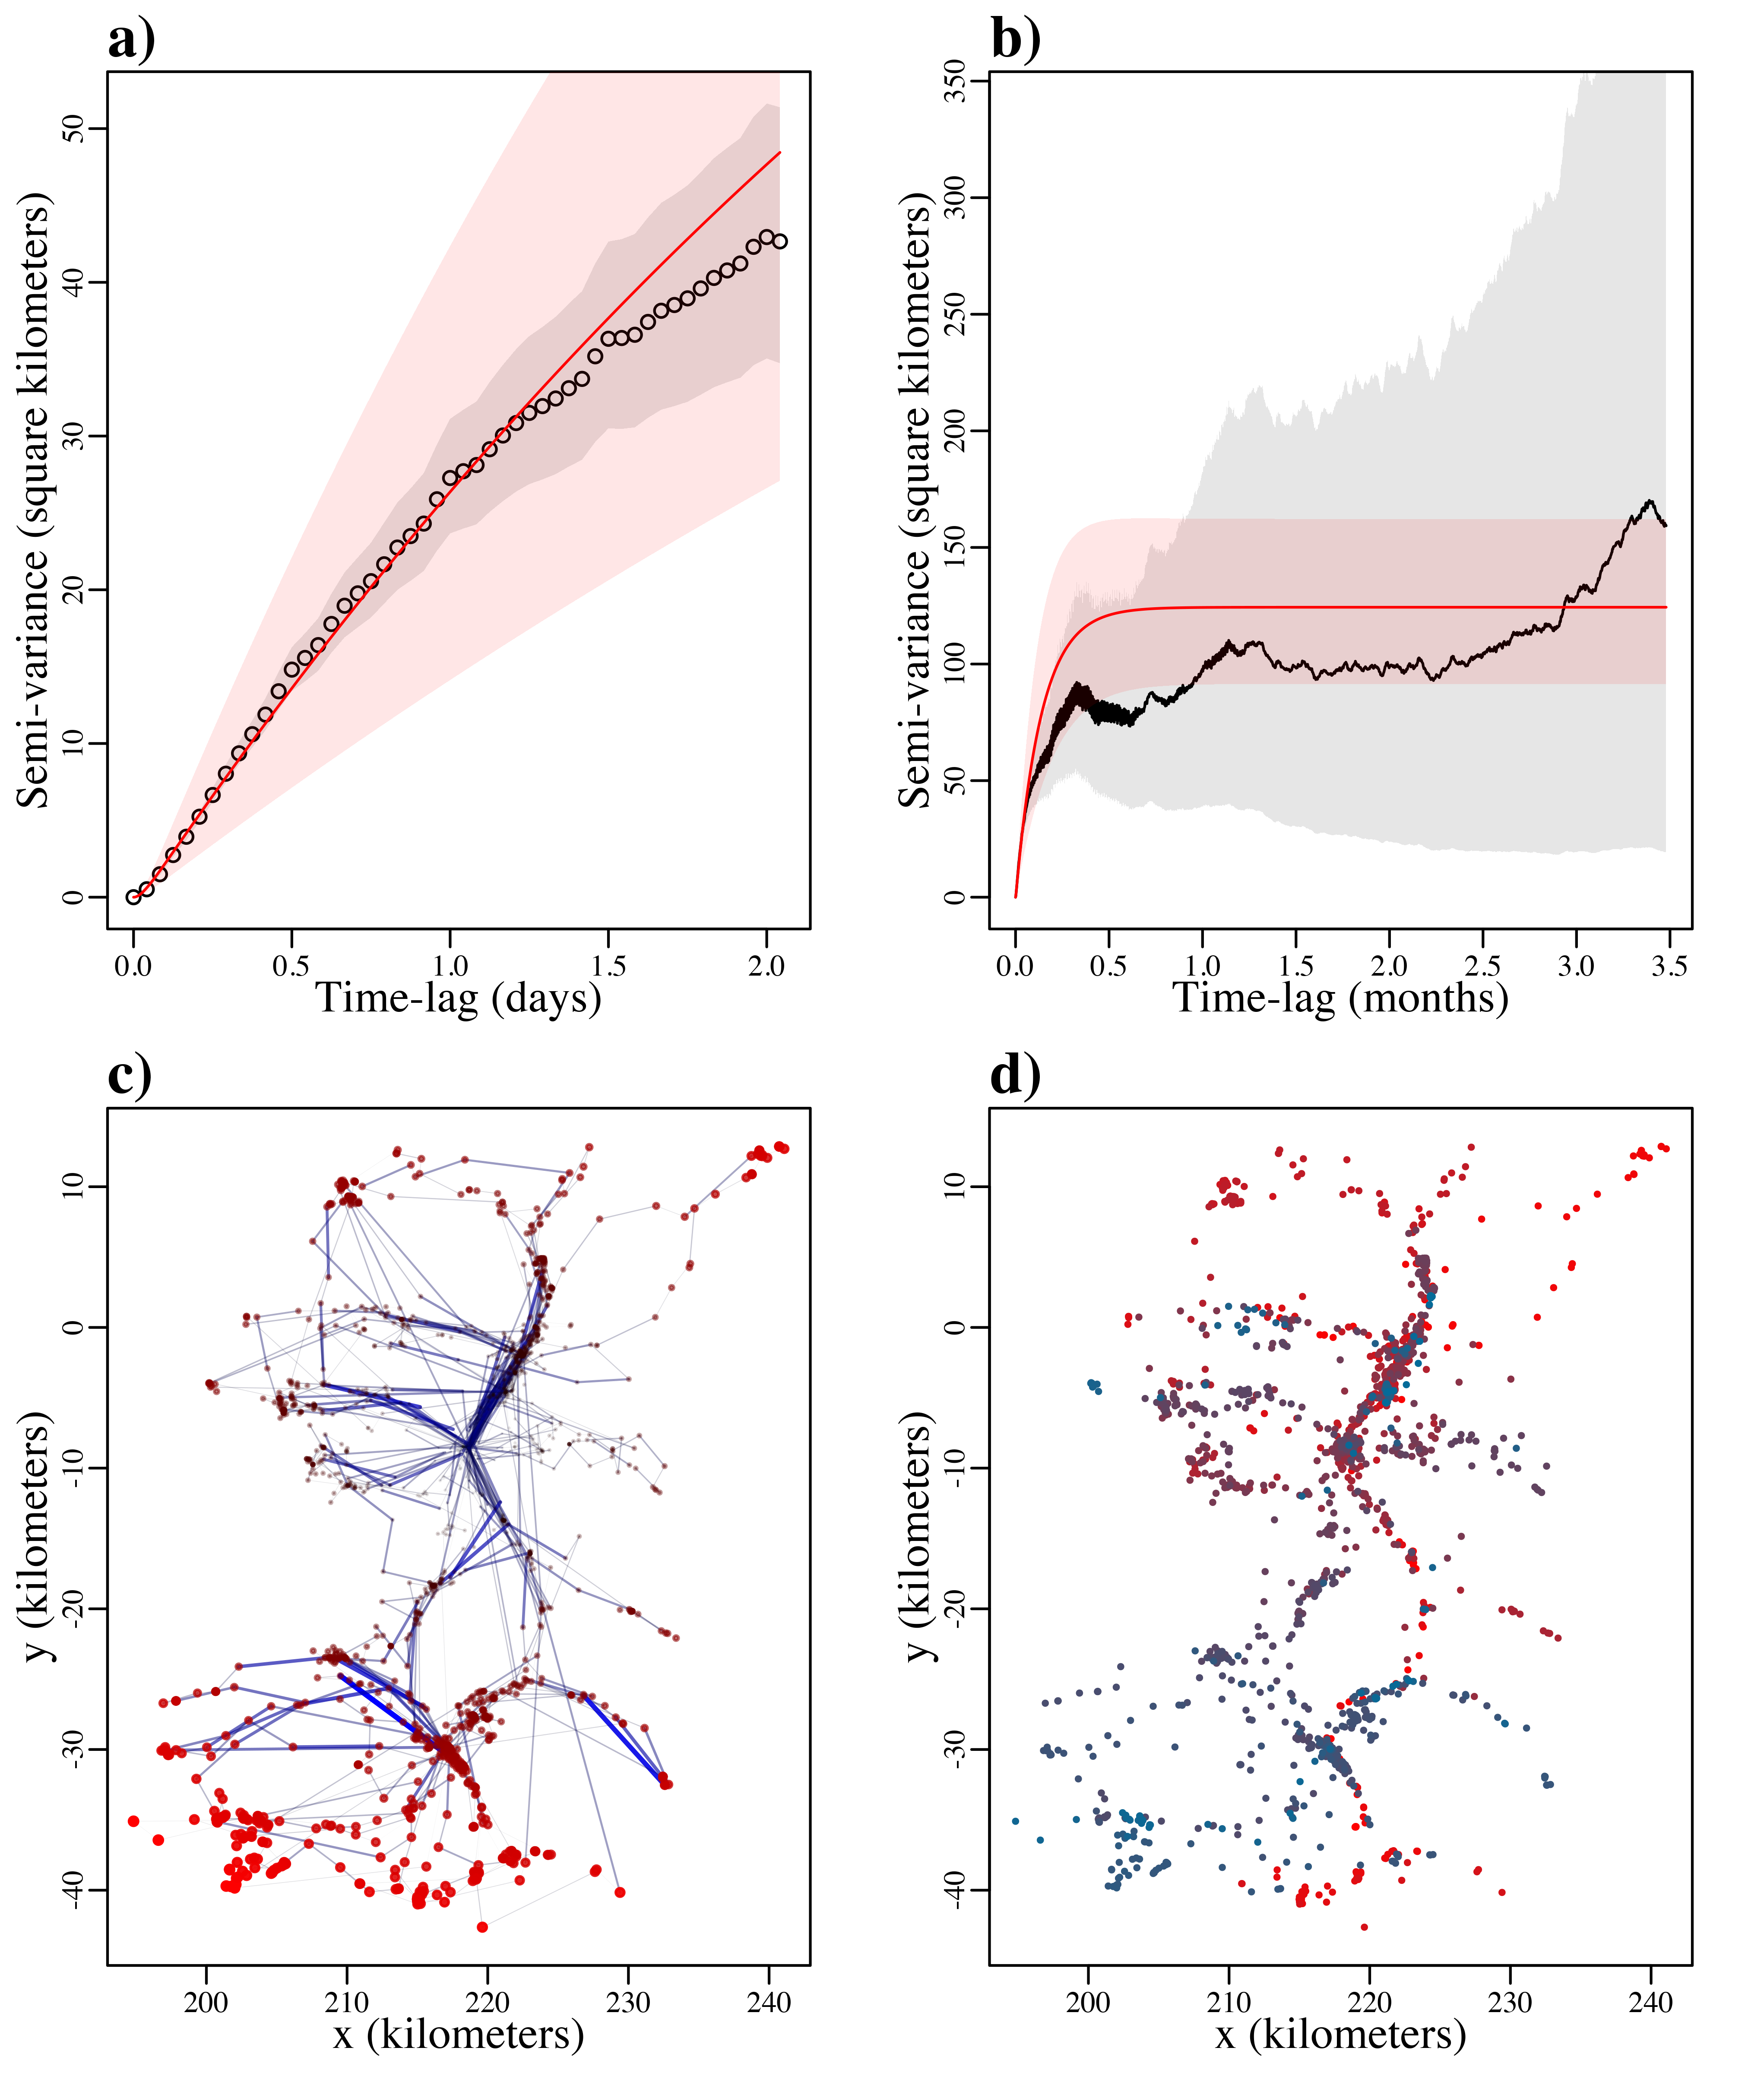 a)
Semi-variance (square kilometers)
50
40
30
20
10
0
0.0 0.5 1.0 1.5 2.0
Time-lag (days)
b)
Semi-variance (square kilometers)
350
300
250
200
150
100
50
0
0.0 0.5 1.0 1.5 2.0 2.5 3.0 3.5
Time-lag (months)
c)
y (kilometers)
10
0
-10
-20
-30
-40
200 210 220 230 240
x (kilometers)
d)
y (kilometers)
10
0
-10
-20
-30
-40
200 210 220 230 240
x (kilometers)